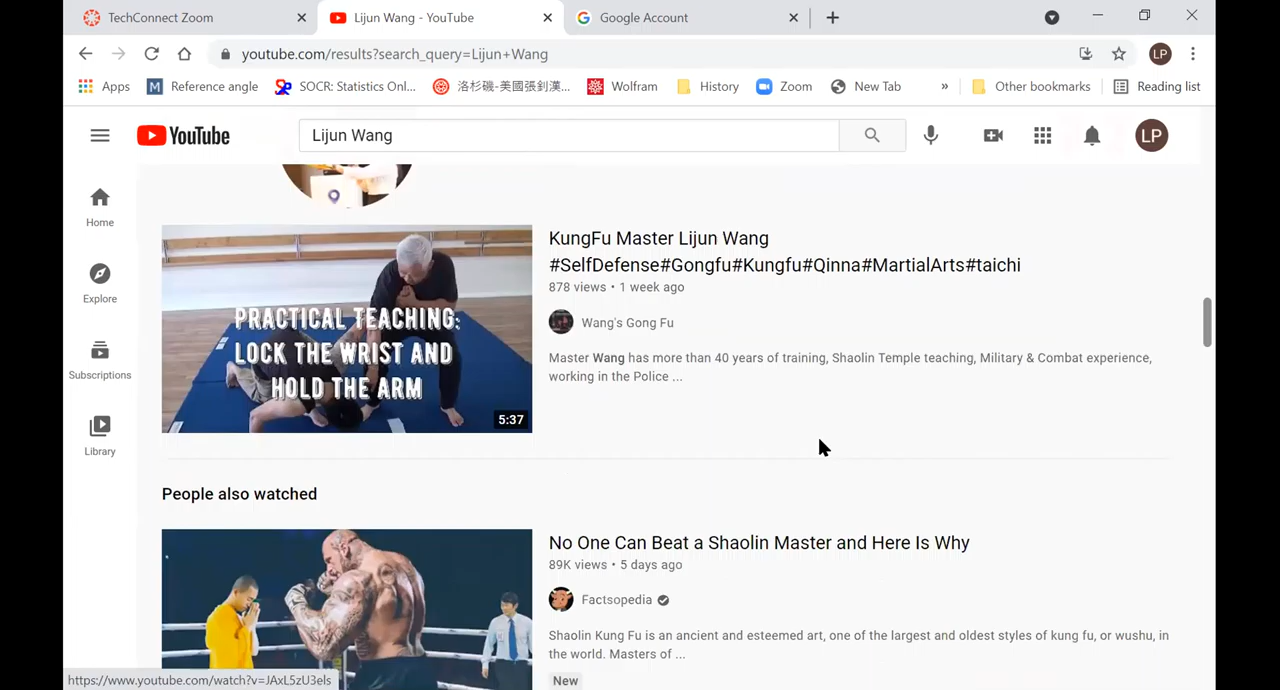 TechConnect Zoom
Lijun Wang - YouTube
Google Account
youtube.com/results?search_query=Lijun+Wang
LP
Apps
M Reference angle
SOCR: Statistics Onl...
洛杉磯-美國張釗漢...
Wolfram
History
Zoom
New Tab
»
Other bookmarks
Reading list
YouTube
Lijun Wang
LP
Home
Explore
Subscriptions
Library
PRACTICAL TEACHING:
LOCK THE WRIST AND
HOLD THE ARM
5:37
KungFu Master Lijun Wang
#SelfDefense#Gongfu#Kungfu#Qinna#MartialArts#taichi
878 views • 1 week ago
Wang's Gong Fu
Master Wang has more than 40 years of training, Shaolin Temple teaching, Military & Combat experience,
working in the Police ...
People also watched
No One Can Beat a Shaolin Master and Here Is Why
89K views • 5 days ago
Factsopedia
Shaolin Kung Fu is an ancient and esteemed art, one of the largest and oldest styles of kung fu, or wushu, in
the world. Masters of ...
New
https://www.youtube.com/watch?v=JAxL5zU3els